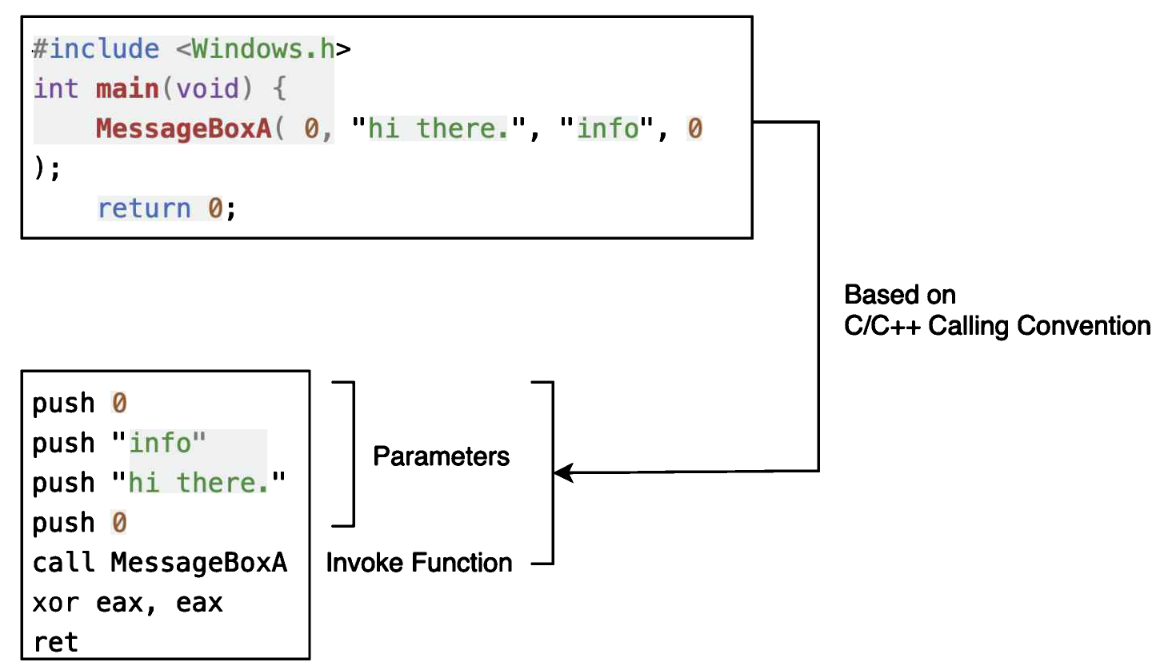 #include <Windows.h>
int main(void) {
    MessageBoxA( 0, "hi there.", "info", 0
);
    return 0;
Based on
C/C++ Calling Convention
push 0
push "info"
push "hi there."
push 0
call MessageBoxA
xor eax, eax
ret
Parameters
Invoke Function